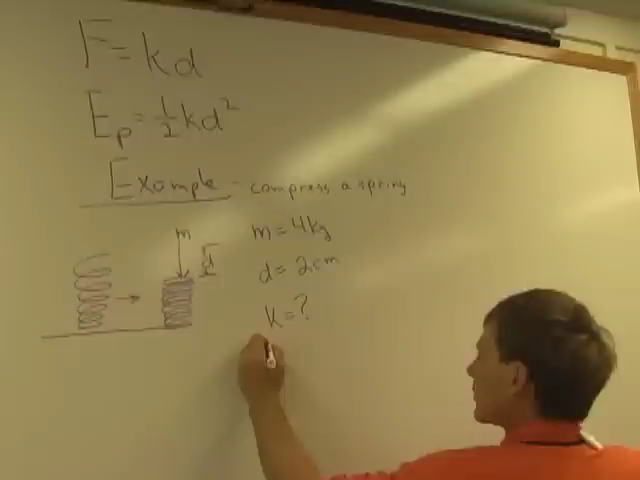 F=kd
Ep=1/2kd²
Example - compress a spring
m
d
m=4kg
d=2cm
k=?